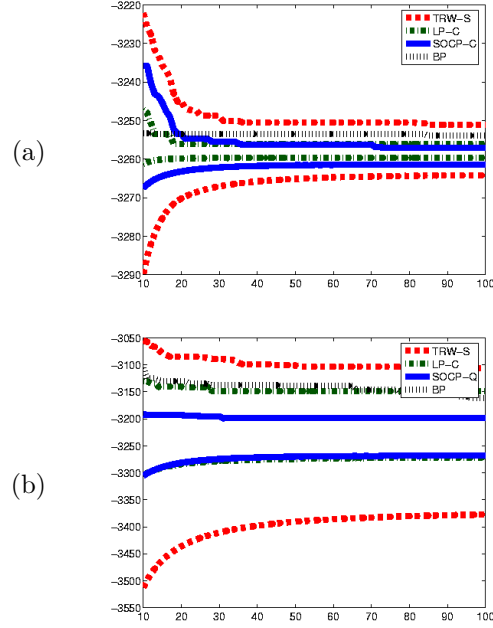 −3220
−3230
−3240
−3250
−3260
−3270
−3280
−3290
10 20 30 40 50 60 70 80 90 100
TRW−S
LP−C
SOCP−C
BP
(a)
−3050
−3100
−3150
−3200
−3250
−3300
−3350
−3400
−3450
−3500
−3550
10 20 30 40 50 60 70 80 90 100
TRW−S
LP−C
SOCP−Q
BP
(b)